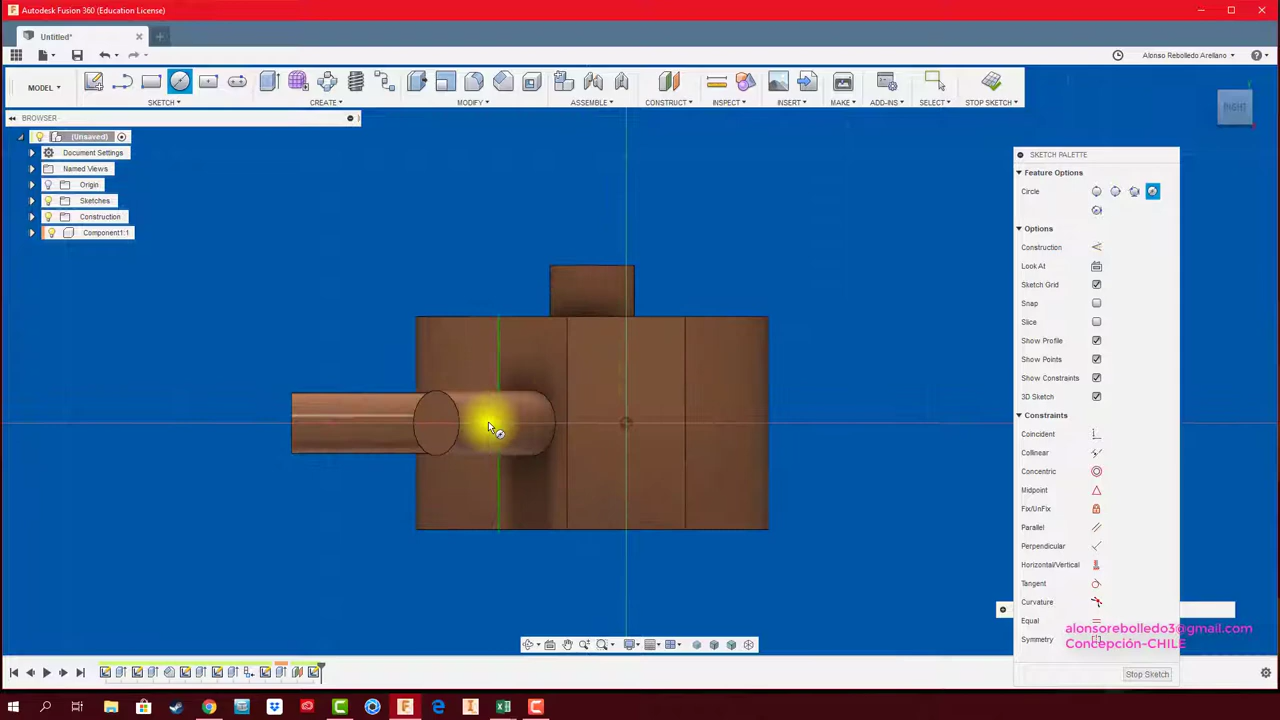 Autodesk Fusion 360 (Education License)
Untitled*
Alonso Rebolledo Arellano
MODEL
SKETCH
CREATE
MODIFY
ASSEMBLE
CONSTRUCT
INSPECT
INSERT
MAKE
ADD-INS
SELECT
STOP SKETCH
BROWSER
(Unsaved)
Document Settings
Named Views
Origin
Sketches
Construction
Component1:1
RIGHT
SKETCH PALETTE
Feature Options
Circle
Options
Construction
Look At
Sketch Grid
Snap
Slice
Show Profile
Show Points
Show Constraints
3D Sketch
Constraints
Coincident
Collinear
Concentric
Midpoint
Fix/UnFix
Parallel
Perpendicular
Horizontal/Vertical
Tangent
Curvature
Equal
Symmetry
alonsorebolledo3@gmail.com
Concepción-CHILE
Stop Sketch